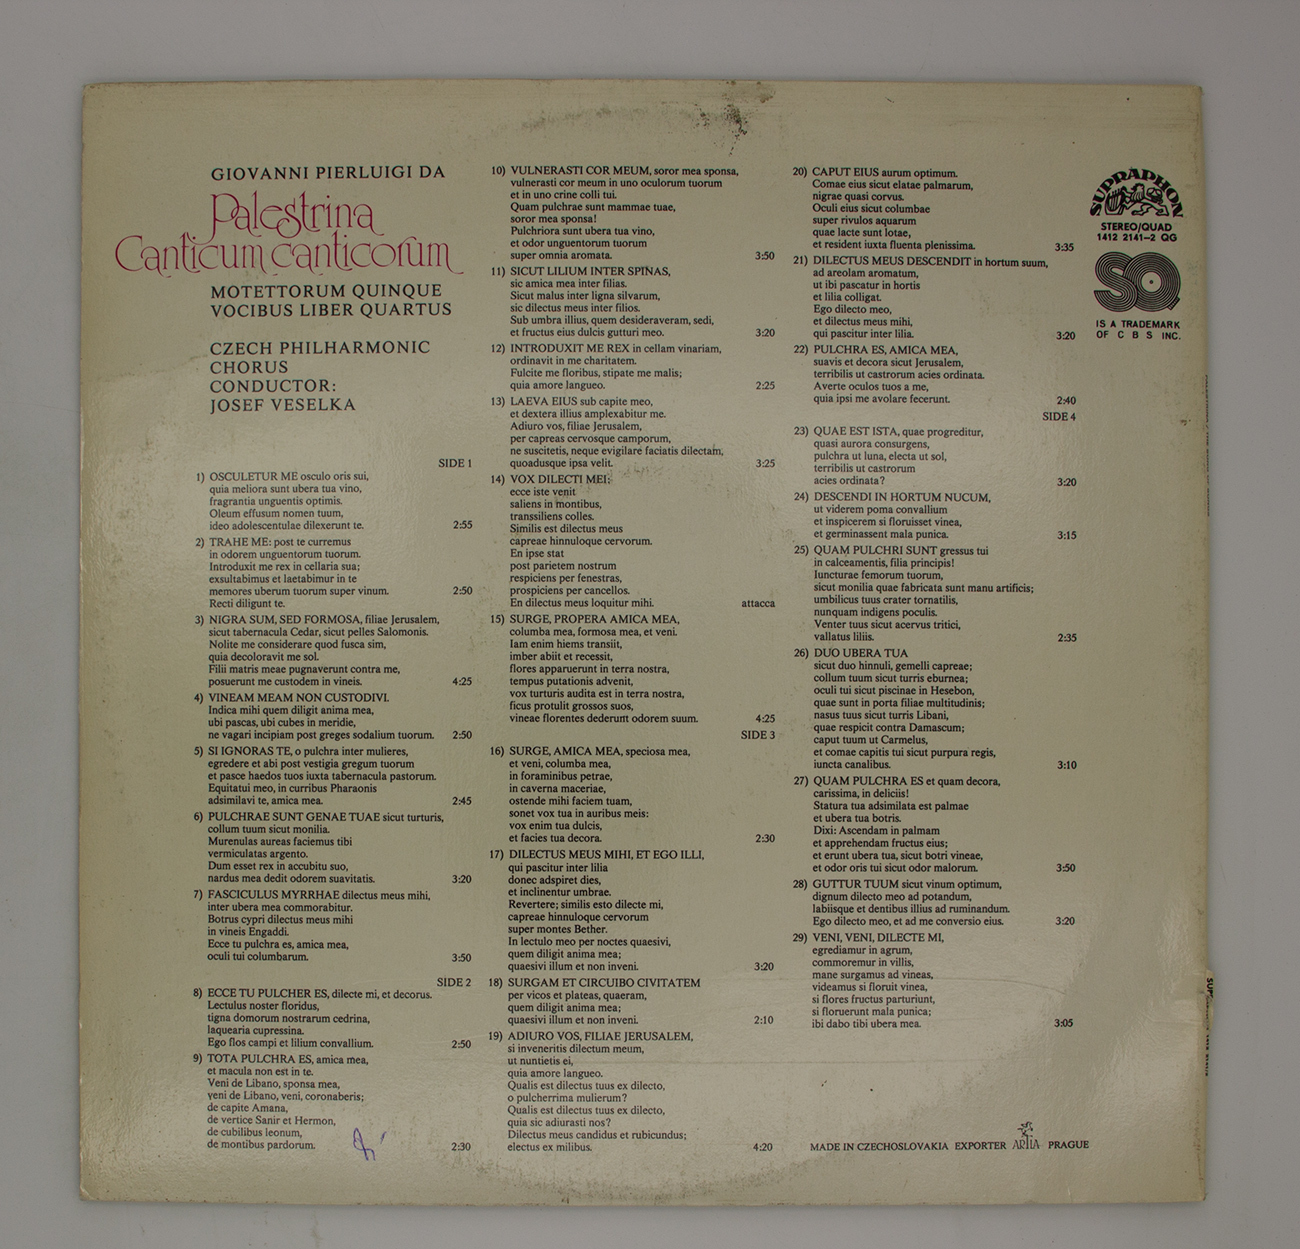 GIOVANNI PIERLUIGI DA
Palestrina
Canticum canticorum
MOTETTORUM QUINQUE
VOCIBUS LIBER QUARTUS
CZECH PHILHARMONIC
CHORUS
CONDUCTOR:
JOSEF VESELKA
SIDE 1
1) OSCULETUR ME osculo oris sui,
quia meliora sunt ubera tua vino,
fragrantia unguentis optimis.
Oleum effusum nomen tuum,
ideo adolescentulae dilexerunt te. 2:55
2) TRAHE ME: post te curremus
in odorem unguentorum tuorum.
Introduxit me rex in cellaria sua;
exsultabimus et laetabimur in te
memores uberum tuorum super vinum. 2:50
Recti diligunt te.
3) NIGRA SUM, SED FORMOSA, filiae Jerusalem,
sicut tabernacula Cedar, sicut pelles Salomonis.
Nolite me considerare quod fusca sim,
quia decoloravit me sol.
Filii matris meae pugnaverunt contra me,
posuerunt me custodem in vineis. 4:25
4) VINEAM MEAM NON CUSTODIVI.
Indica mihi quem diligit anima mea,
ubi pascas, ubi cubes in meridie,
ne vagari incipiam post greges sodalium tuorum. 2:50
5) SI IGNORAS TE, o pulchra inter mulieres,
egredere et abi post vestigia gregum tuorum
et pasce haedos tuos iuxta tabernacula pastorum.
Equitatui meo, in curribus Pharaonis
adsimilavi te, amica mea. 2:45
6) PULCHRAE SUNT GENAE TUAE sicut turturis,
collum tuum sicut monilia.
Murenulas aureas faciemus tibi
vermiculatas argento.
Dum esset rex in accubitu suo,
nardus mea dedit odorem suavitatis. 3:20
7) FASCICULUS MYRRHAE dilectus meus mihi,
inter ubera mea commorabitur.
Botrus cypri dilectus meus mihi
in vineis Engaddi.
Ecce tu pulchra es, amica mea,
oculi tui columbarum. 3:50
SIDE 2
8) ECCE TU PULCHER ES, dilecte mi, et decorus.
Lectulus noster floridus,
tigna domorum nostrarum cedrina,
laquearia cupressina.
Ego flos campi et lilium convallium. 2:50
9) TOTA PULCHRA ES, amica mea,
et macula non est in te.
Veni de Libano, sponsa mea,
veni de Libano, veni, coronaberis;
de capite Amana,
de vertice Sanir et Hermon,
de cubilibus leonum,
de montibus pardorum. 2:30
10) VULNERASTI COR MEUM, soror mea sponsa,
vulnerasti cor meum in uno oculorum tuorum
et in uno crine colli tui.
Quam pulchrae sunt mammae tuae,
soror mea sponsa!
Pulchriora sunt ubera tua vino,
et odor unguentorum tuorum
super omnia aromata. 3:50
11) SICUT LILIUM INTER SPINAS,
sic amica mea inter filias.
Sicut malus inter ligna silvarum,
sic dilectus meus inter filios.
Sub umbra illius, quem desideraveram, sedi,
et fructus eius dulcis gutturi meo. 3:20
12) INTRODUXIT ME REX in cellam vinariam,
ordinavit in me charitatem.
Fulcite me floribus, stipate me malis;
quia amore langueo. 2:25
13) LAEVA EIUS sub capite meo,
et dextera illius amplexabitur me.
Adiuro vos, filiae Jerusalem,
per capreas cervosque camporum,
ne suscitetis, neque evigilare faciatis dilectam,
quoadusque ipsa velit. 3:25
14) VOX DILECTI MEI:
ecce iste venit
saliens in montibus,
transsiliens colles.
Similis est dilectus meus
capreae hinnuloque cervorum.
En ipse stat
post parietem nostrum
respiciens per fenestras,
prospiciens per cancellos.
En dilectus meus loquitur mihi. attacca
15) SURGE, PROPERA AMICA MEA,
columba mea, formosa mea, et veni.
Iam enim hiems transiit,
imber abiit et recessit,
flores apparuerunt in terra nostra,
tempus putationis advenit,
vox turturis audita est in terra nostra,
ficus protulit grossos suos,
vineae florentes dederunt odorem suum. 4:25
SIDE 3
16) SURGE, AMICA MEA, speciosa mea,
et veni, columba mea,
in foraminibus petrae,
in caverna maceriae,
ostende mihi faciem tuam,
sonet vox tua in auribus meis:
vox enim tua dulcis,
et facies tua decora. 2:30
17) DILECTUS MEUS MIHI, ET EGO ILLI,
qui pascitur inter lilia
donec adspiret dies,
et inclinentur umbrae.
Revertere; similis esto dilecte mi,
capreae hinnuloque cervorum
super montes Bether.
In lectulo meo per noctes quaesivi,
quem diligit anima mea;
quaesivi illum et non inveni. 3:20
18) SURGAM ET CIRCUIBO CIVITATEM
per vicos et plateas, quaeram,
quem diligit anima mea;
quaesivi illum et non inveni. 2:10
19) ADIURO VOS, FILIAE JERUSALEM,
si inveneritis dilectum meum,
ut nuntietis ei,
quia amore langueo.
Qualis est dilectus tuus ex dilecto,
o pulcherrima mulierum?
Qualis est dilectus tuus ex dilecto,
quia sic adiurasti nos?
Dilectus meus candidus et rubicundus;
electus ex milibus. 4:20
20) CAPUT EIUS aurum optimum.
Comae eius sicut elatae palmarum,
nigrae quasi corvus.
Oculi eius sicut columbae
super rivulos aquarum
quae lacte sunt lotae,
et resident iuxta fluenta plenissima. 3:35
21) DILECTUS MEUS DESCENDIT in hortum suum,
ad areolam aromatum,
ut ibi pascatur in hortis
et lilia colligat.
Ego dilecto meo,
et dilectus meus mihi,
qui pascitur inter lilia. 3:20
22) PULCHRA ES, AMICA MEA,
suavis et decora sicut Jerusalem,
terribilis ut castrorum acies ordinata.
Averte oculos tuos a me,
quia ipsi me avolare fecerunt. 2:40
SIDE 4
23) QUAE EST ISTA, quae progreditur,
quasi aurora consurgens,
pulchra ut luna, electa ut sol,
terribilis ut castrorum
acies ordinata? 3:20
24) DESCENDI IN HORTUM NUCUM,
ut viderem poma convallium
et inspicerem si floruisset vinea,
et germinassent mala punica. 3:15
25) QUAM PULCHRI SUNT gressus tui
in calceamentis, filia principis!
Iuncturae femorum tuorum,
sicut monilia quae fabricata sunt manu artificis;
umbilicus tuus crater tornatilis,
nunquam indigens poculis.
Venter tuus sicut acervus tritici,
vallatus liliis. 2:35
26) DUO UBERA TUA
sicut duo hinnuli, gemelli capreae;
collum tuum sicut turris eburnea;
oculi tui sicut piscinae in Hesebon,
quae sunt in porta filiae multitudinis;
nasus tuus sicut turris Libani,
quae respicit contra Damascum;
caput tuum ut Carmelus,
et comae capitis tui sicut purpura regis,
iuncta canalibus. 3:10
27) QUAM PULCHRA ES et quam decora,
carissima, in deliciis!
Statura tua adsimilata est palmae
et ubera tua botris.
Dixi: Ascendam in palmam
et apprehendam fructus eius;
et erunt ubera tua, sicut botri vineae,
et odor oris tui sicut odor malorum. 3:50
28) GUTTUR TUUM sicut vinum optimum,
dignum dilecto meo ad potandum,
labiisque et dentibus illius ad ruminandum.
Ego dilecto meo, et ad me conversio eius. 3:20
29) VENI, VENI, DILECTE MI,
egrediamur in agrum,
commoremur in villis,
mane surgamus ad vineas,
videamus si floruit vinea,
si flores fructus parturiunt,
si floruerunt mala punica;
ibi dabo tibi ubera mea. 3:05
SUPRAPHON
STEREO/QUAD
1412 2141-2 QG
SQ
IS A TRADEMARK
OF C B S INC.
MADE IN CZECHOSLOVAKIA EXPORTER ARTIA PRAGUE